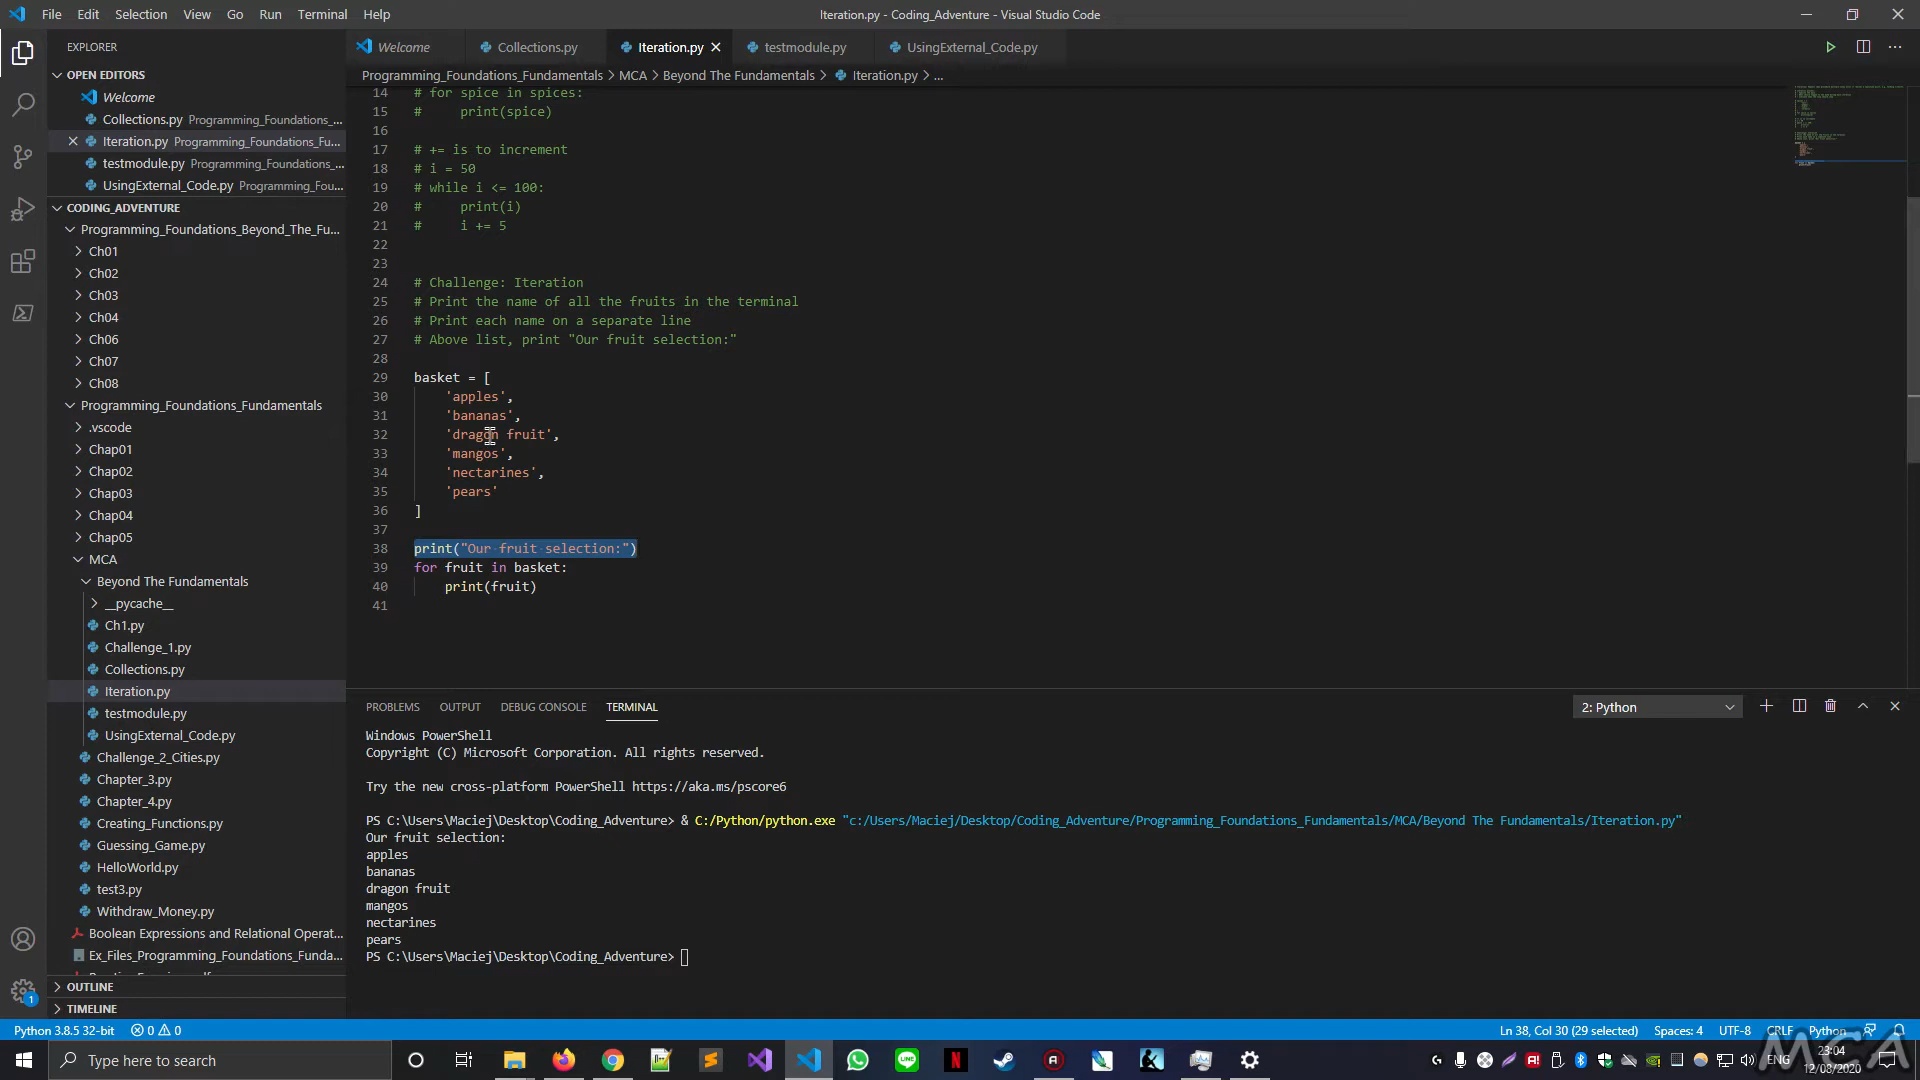 File Edit Selection View Go Run Terminal Help
Iteration.py - Coding_Adventure - Visual Studio Code
EXPLORER
OPEN EDITORS
Welcome
Collections.py Programming_Foundations_...
Iteration.py Programming_Foundations_Fu...
testmodule.py Programming_Foundations_...
UsingExternal_Code.py Programming_Fou...
CODING_ADVENTURE
Programming_Foundations_Beyond_The_Fu...
Ch01
Ch02
Ch03
Ch04
Ch06
Ch07
Ch08
Programming_Foundations_Fundamentals
.vscode
Chap01
Chap02
Chap03
Chap04
Chap05
MCA
Beyond The Fundamentals
__pycache__
Ch1.py
Challenge_1.py
Collections.py
Iteration.py
testmodule.py
UsingExternal_Code.py
Challenge_2_Cities.py
Chapter_3.py
Chapter_4.py
Creating_Functions.py
Guessing_Game.py
HelloWorld.py
test3.py
Withdraw_Money.py
Boolean Expressions and Relational Operat...
Ex_Files_Programming_Foundations_Funda...
OUTLINE
TIMELINE
Welcome Collections.py Iteration.py testmodule.py UsingExternal_Code.py
Programming_Foundations_Fundamentals > MCA > Beyond The Fundamentals > Iteration.py > ...
14 # for spice in spices:
15 #     print(spice)
16
17 # += is to increment
18 # i = 50
19 # while i <= 100:
20 #     print(i)
21 #     i += 5
22
23
24 # Challenge: Iteration
25 # Print the name of all the fruits in the terminal
26 # Print each name on a separate line
27 # Above list, print "Our fruit selection:"
28
29 basket = [
30     'apples',
31     'bananas',
32     'dragon fruit',
33     'mangos',
34     'nectarines',
35     'pears'
36 ]
37
38 print("Our fruit selection:")
39 for fruit in basket:
40     print(fruit)
41
PROBLEMS OUTPUT DEBUG CONSOLE TERMINAL
2: Python
Windows PowerShell
Copyright (C) Microsoft Corporation. All rights reserved.
Try the new cross-platform PowerShell https://aka.ms/pscore6
PS C:\Users\Maciej\Desktop\Coding_Adventure> & C:/Python/python.exe "c:/Users/Maciej/Desktop/Coding_Adventure/Programming_Foundations_Fundamentals/MCA/Beyond The Fundamentals/Iteration.py"
Our fruit selection:
apples
bananas
dragon fruit
mangos
nectarines
pears
PS C:\Users\Maciej\Desktop\Coding_Adventure>
1
Python 3.8.5 32-bit 0 0
Ln 38, Col 30 (29 selected) Spaces: 4 UTF-8 CRLF Python
Type here to search
ENG
23:04
12/08/2020
MCA